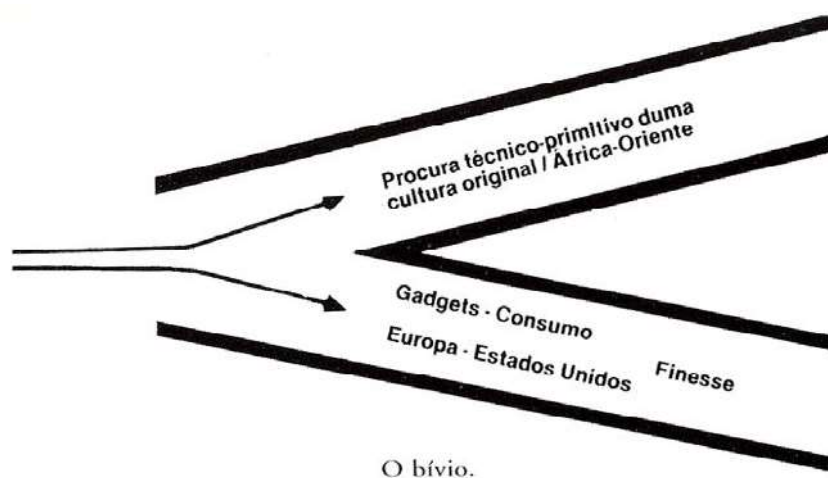 Procura técnico-primitivo duma
cultura original / África-Oriente
Gadgets - Consumo
Europa - Estados Unidos
Finesse
O bívio.